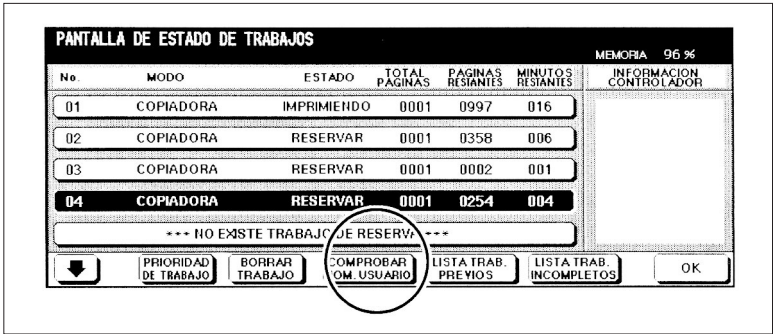 PANTALLA DE ESTADO DE TRABAJOS
MEMORIA 96 %
No. MODO ESTADO TOTAL PAGINAS PAGINAS RESTANTES MINUTOS RESTANTES INFORMACION CONTROLADOR
01 COPIADORA IMPRIMIENDO 0001 0997 016
02 COPIADORA RESERVAR 0001 0358 006
03 COPIADORA RESERVAR 0001 0002 001
04 COPIADORA RESERVAR 0001 0254 004
*** NO EXISTE TRABAJO DE RESERVA ***
PRIORIDAD DE TRABAJO
BORRAR TRABAJO
COMPROBAR NOM. USUARIO
LISTA TRAB. PREVIOS
LISTA TRAB. INCOMPLETOS
OK